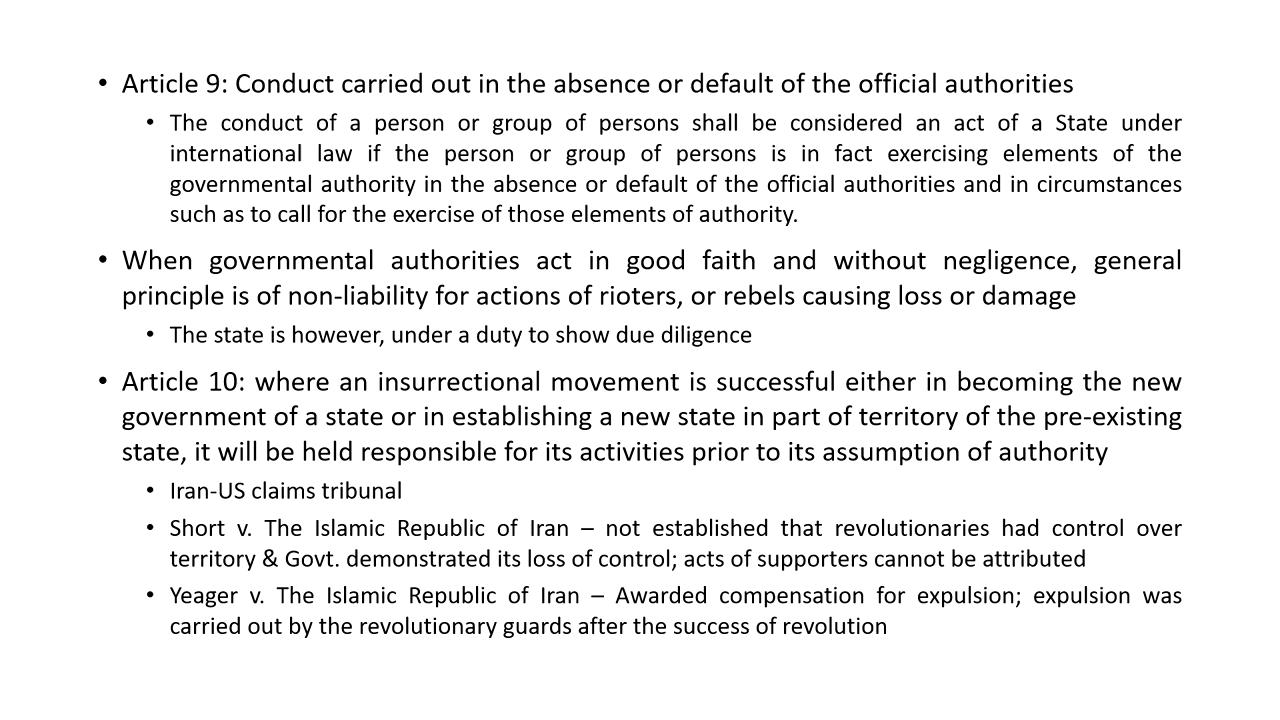 • Article 9: Conduct carried out in the absence or default of the official authorities
• The conduct of a person or group of persons shall be considered an act of a State under
international law if the person or group of persons is in fact exercising elements of the
governmental authority in the absence or default of the official authorities and in circumstances
such as to call for the exercise of those elements of authority.
• When governmental authorities act in good faith and without negligence, general
principle is of non-liability for actions of rioters, or rebels causing loss or damage
• The state is however, under a duty to show due diligence
• Article 10: where an insurrectional movement is successful either in becoming the new
government of a state or in establishing a new state in part of territory of the pre-existing
state, it will be held responsible for its activities prior to its assumption of authority
• Iran-US claims tribunal
• Short v. The Islamic Republic of Iran – not established that revolutionaries had control over
territory & Govt. demonstrated its loss of control; acts of supporters cannot be attributed
• Yeager v. The Islamic Republic of Iran – Awarded compensation for expulsion; expulsion was
carried out by the revolutionary guards after the success of revolution